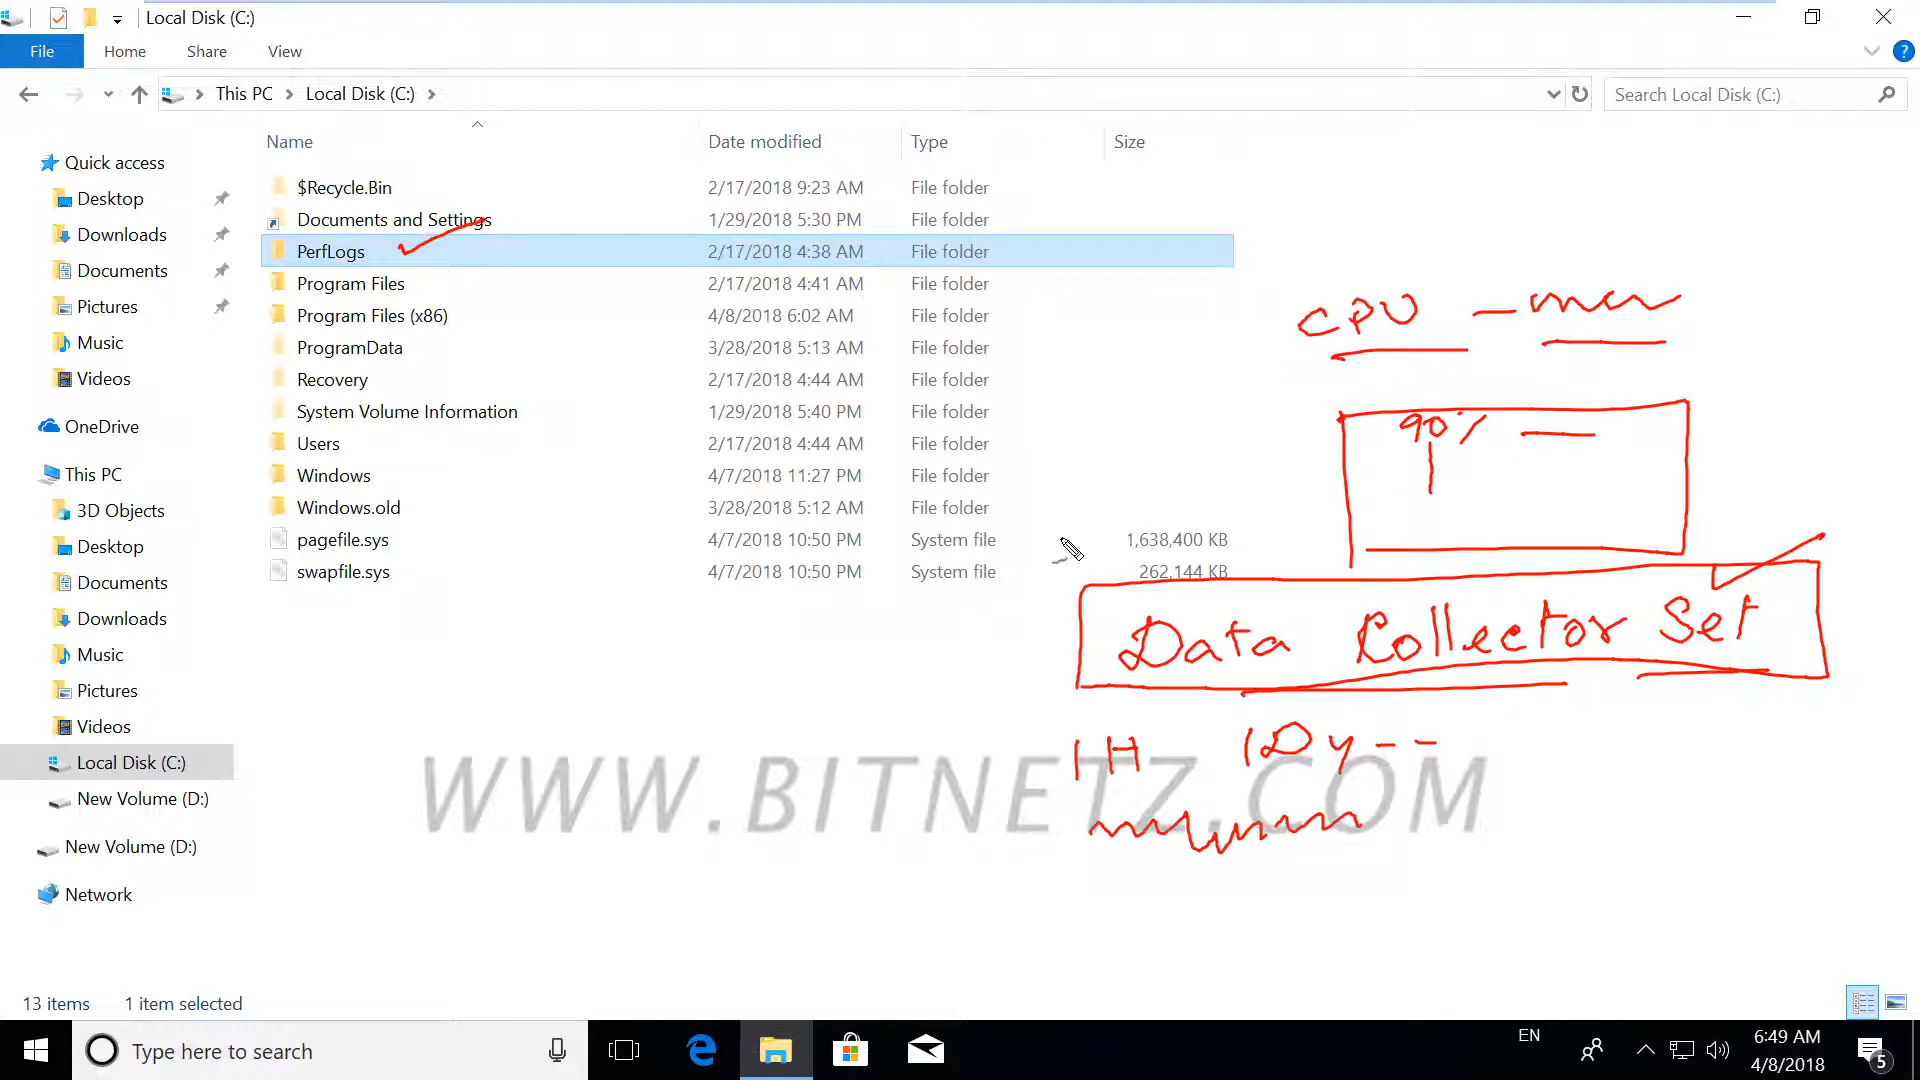 Local Disk (C:)
File Home Share View
This PC Local Disk (C:) Search Local Disk (C:)
Name Date modified Type Size
Quick access
Desktop
Downloads
Documents
Pictures
Music
Videos
OneDrive
This PC
3D Objects
Desktop
Documents
Downloads
Music
Pictures
Videos
Local Disk (C:)
New Volume (D:)
New Volume (D:)
Network
$Recycle.Bin 2/17/2018 9:23 AM File folder
Documents and Settings 1/29/2018 5:30 PM File folder
PerfLogs 2/17/2018 4:38 AM File folder
Program Files 2/17/2018 4:41 AM File folder
Program Files (x86) 4/8/2018 6:02 AM File folder
ProgramData 3/28/2018 5:13 AM File folder
Recovery 2/17/2018 4:44 AM File folder
System Volume Information 1/29/2018 5:40 PM File folder
Users 2/17/2018 4:44 AM File folder
Windows 4/7/2018 11:27 PM File folder
Windows.old 3/28/2018 5:12 AM File folder
pagefile.sys 4/7/2018 10:50 PM System file 1,638,400 KB
swapfile.sys 4/7/2018 10:50 PM System file 262,144 KB
CPU
90%
Data Collector Set
1H 1Dy--
WWW.BITNETZ.COM
13 items 1 item selected
Type here to search
EN
6:49 AM
4/8/2018
5